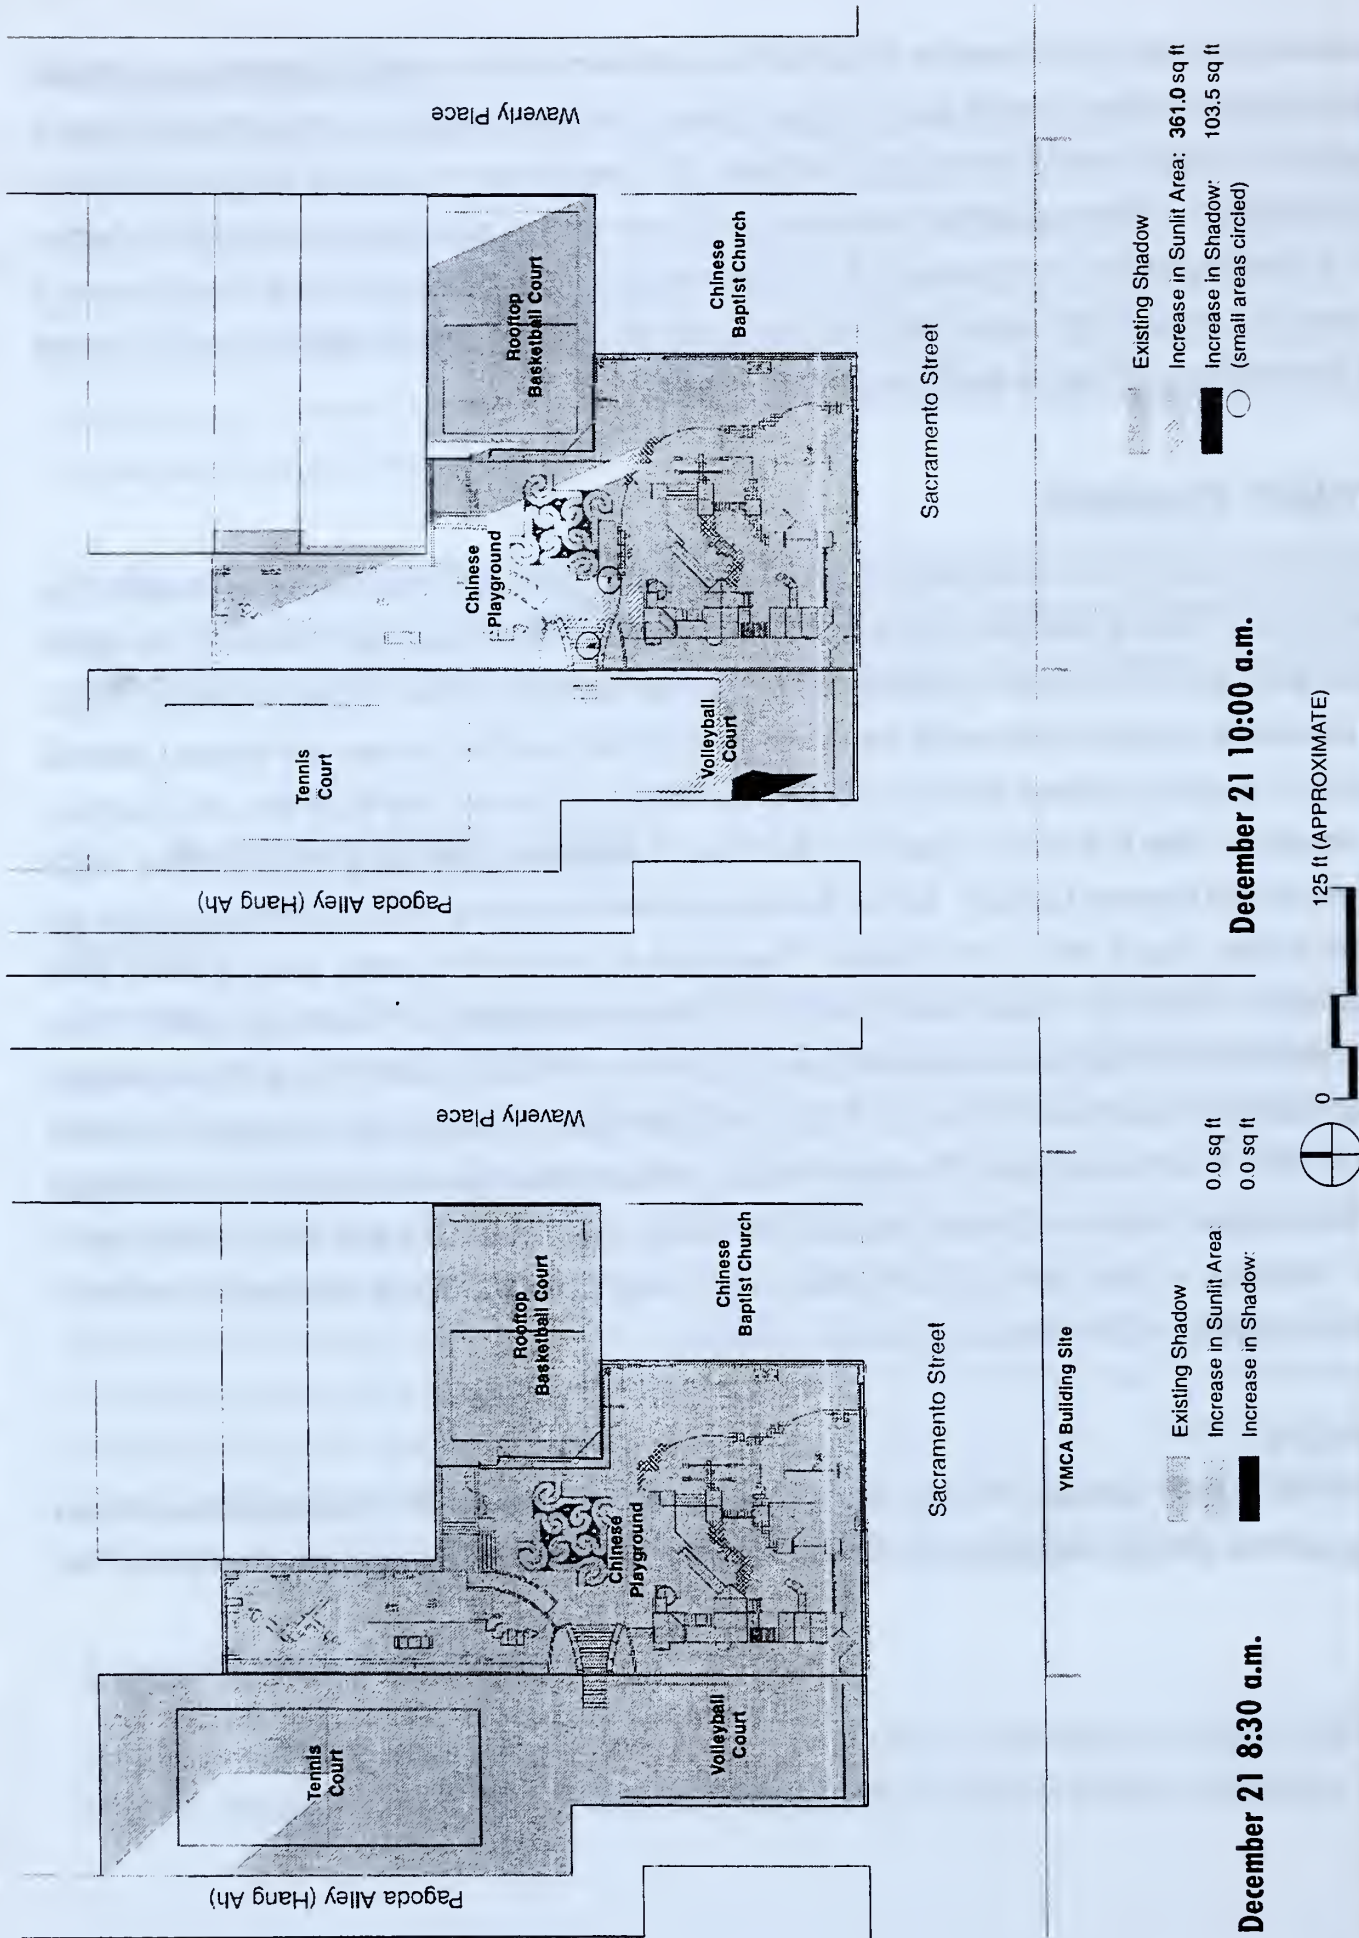 Pagoda Alley (Hang Ah)
Tennis
Court
Volleyball
Court
Chinese
Playground
Rooftop
Basketball Court
Chinese
Baptist Church
Waverly Place
Sacramento Street
YMCA Building Site
December 21 8:30 a.m.
Existing Shadow
Increase in Sunlit Area: 0.0 sq ft
Increase in Shadow: 0.0 sq ft
Pagoda Alley (Hang Ah)
Tennis
Court
Volleyball
Court
Chinese
Playground
Rooftop
Basketball Court
Chinese
Baptist Church
Waverly Place
Sacramento Street
December 21 10:00 a.m.
Existing Shadow
Increase in Sunlit Area: 361.0 sq ft
Increase in Shadow: 103.5 sq ft
(small areas circled)
0
125 ft (APPROXIMATE)